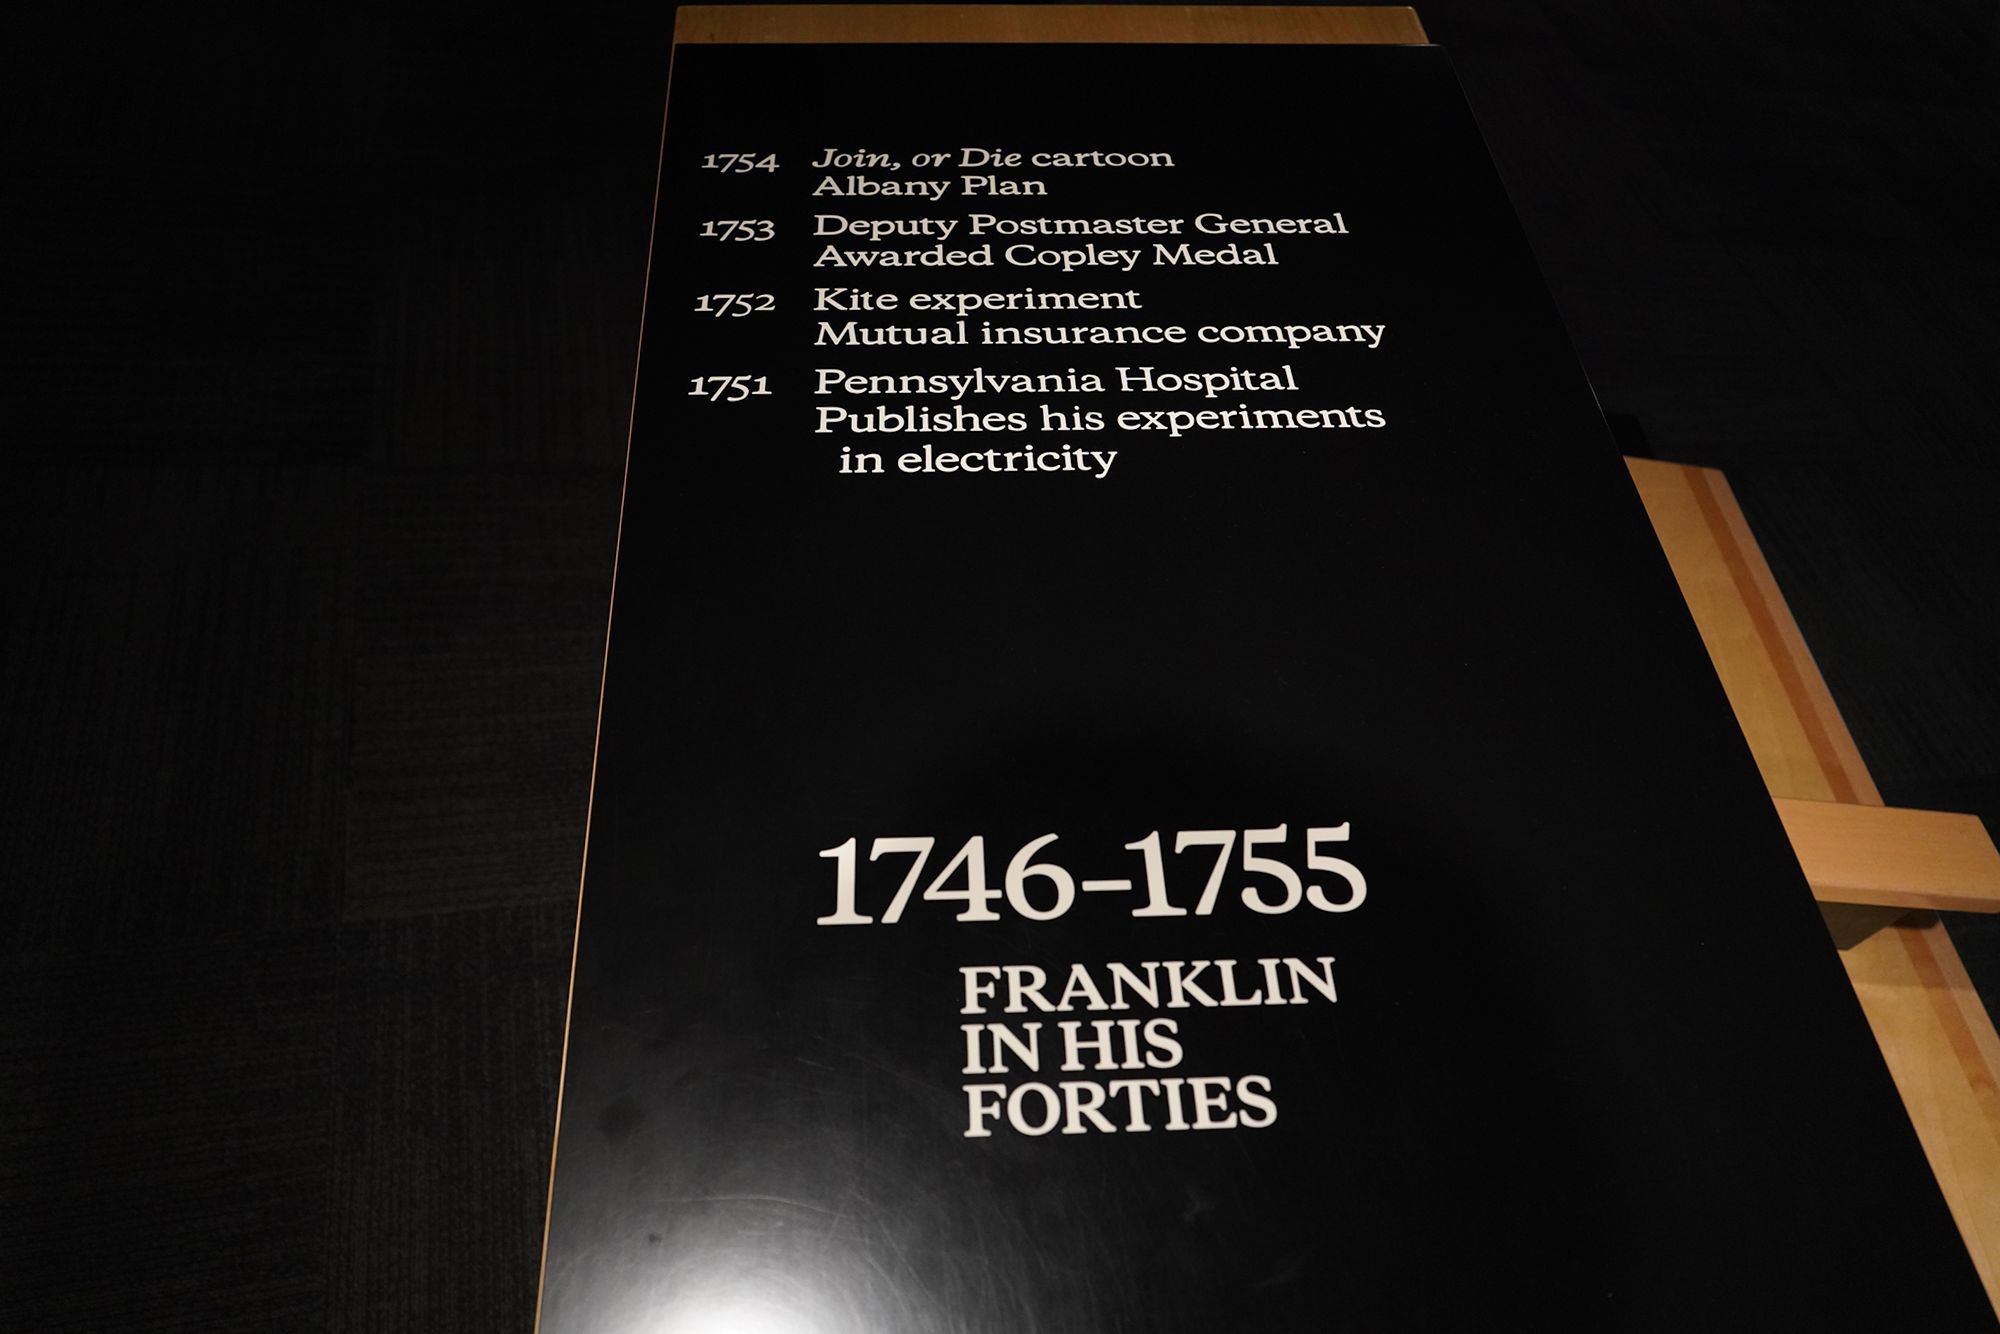 1754 Join, or Die cartoon
Albany Plan
1753 Deputy Postmaster General
Awarded Copley Medal
1752 Kite experiment
Mutual insurance company
1751 Pennsylvania Hospital
Publishes his experiments
in electricity
1746–1755
FRANKLIN
IN HIS
FORTIES